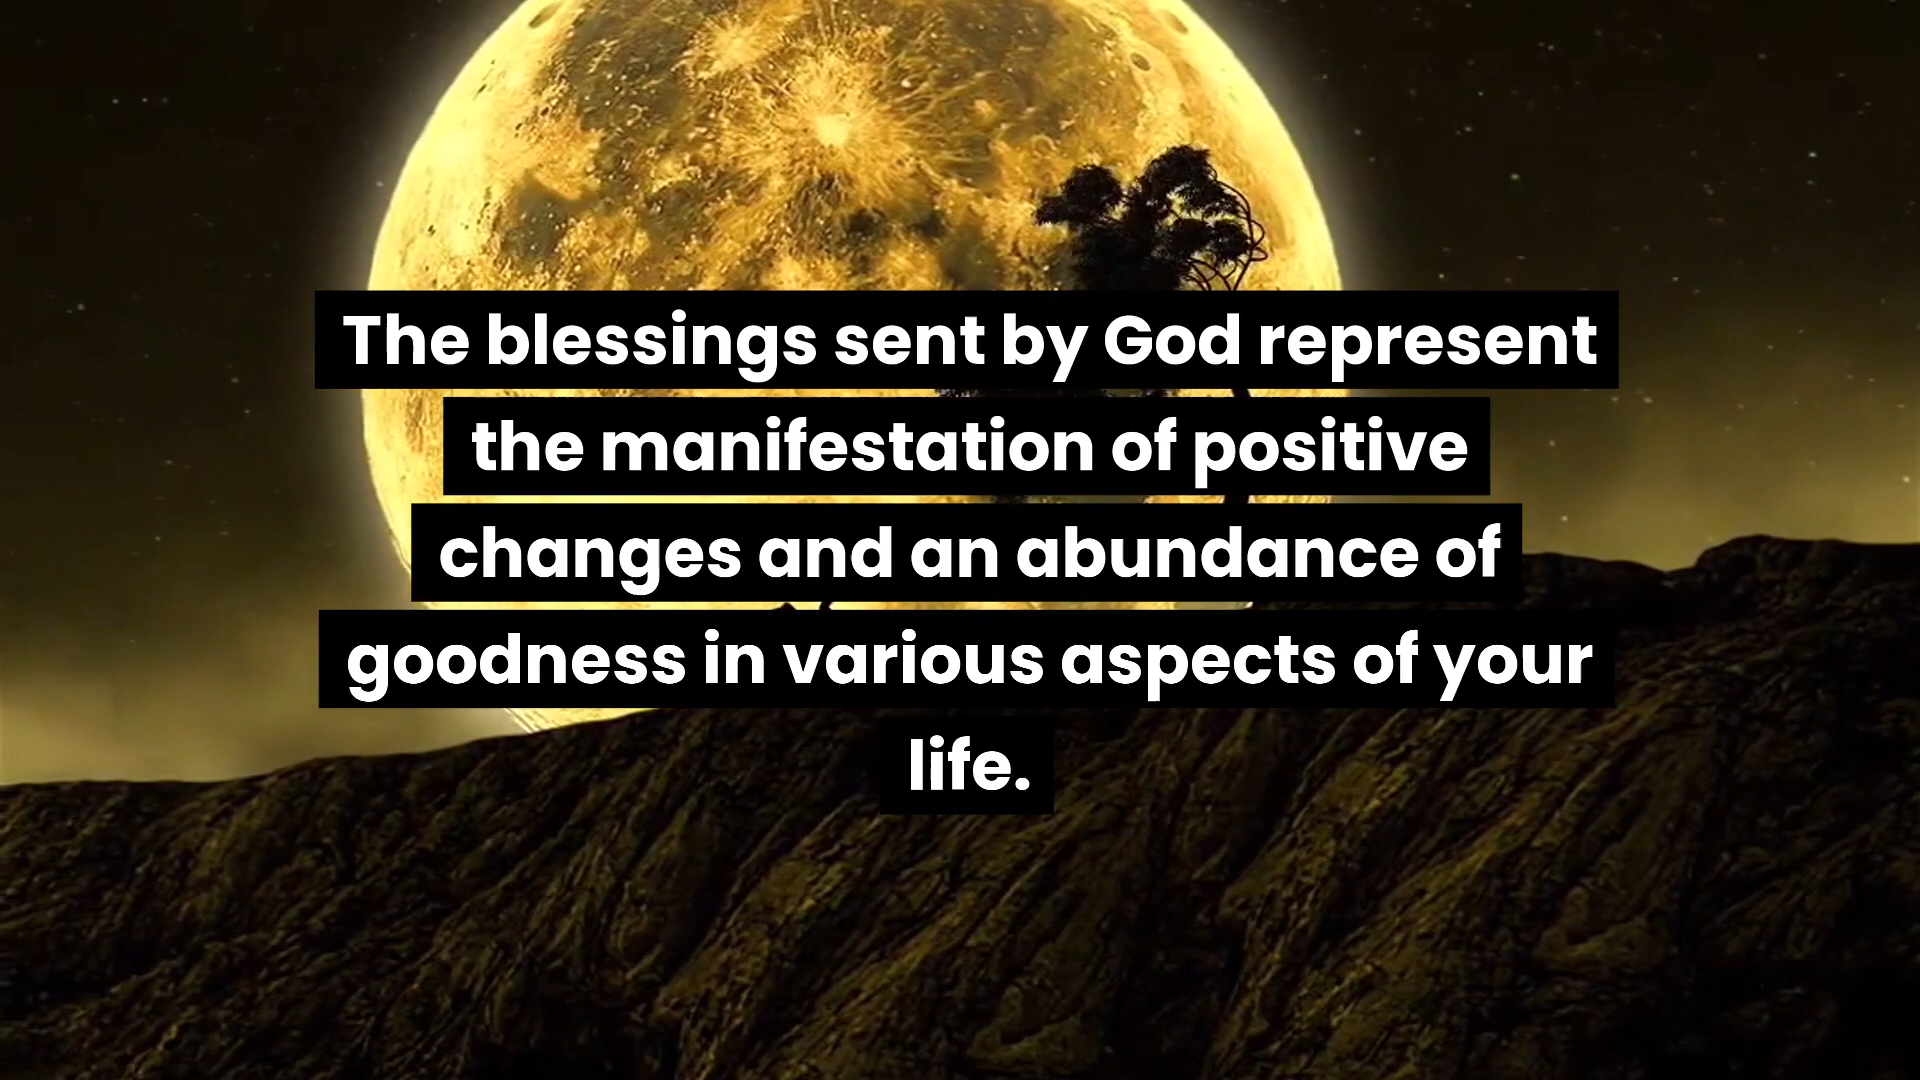 The blessings sent by God represent
the manifestation of positive
changes and an abundance of
goodness in various aspects of your
life.